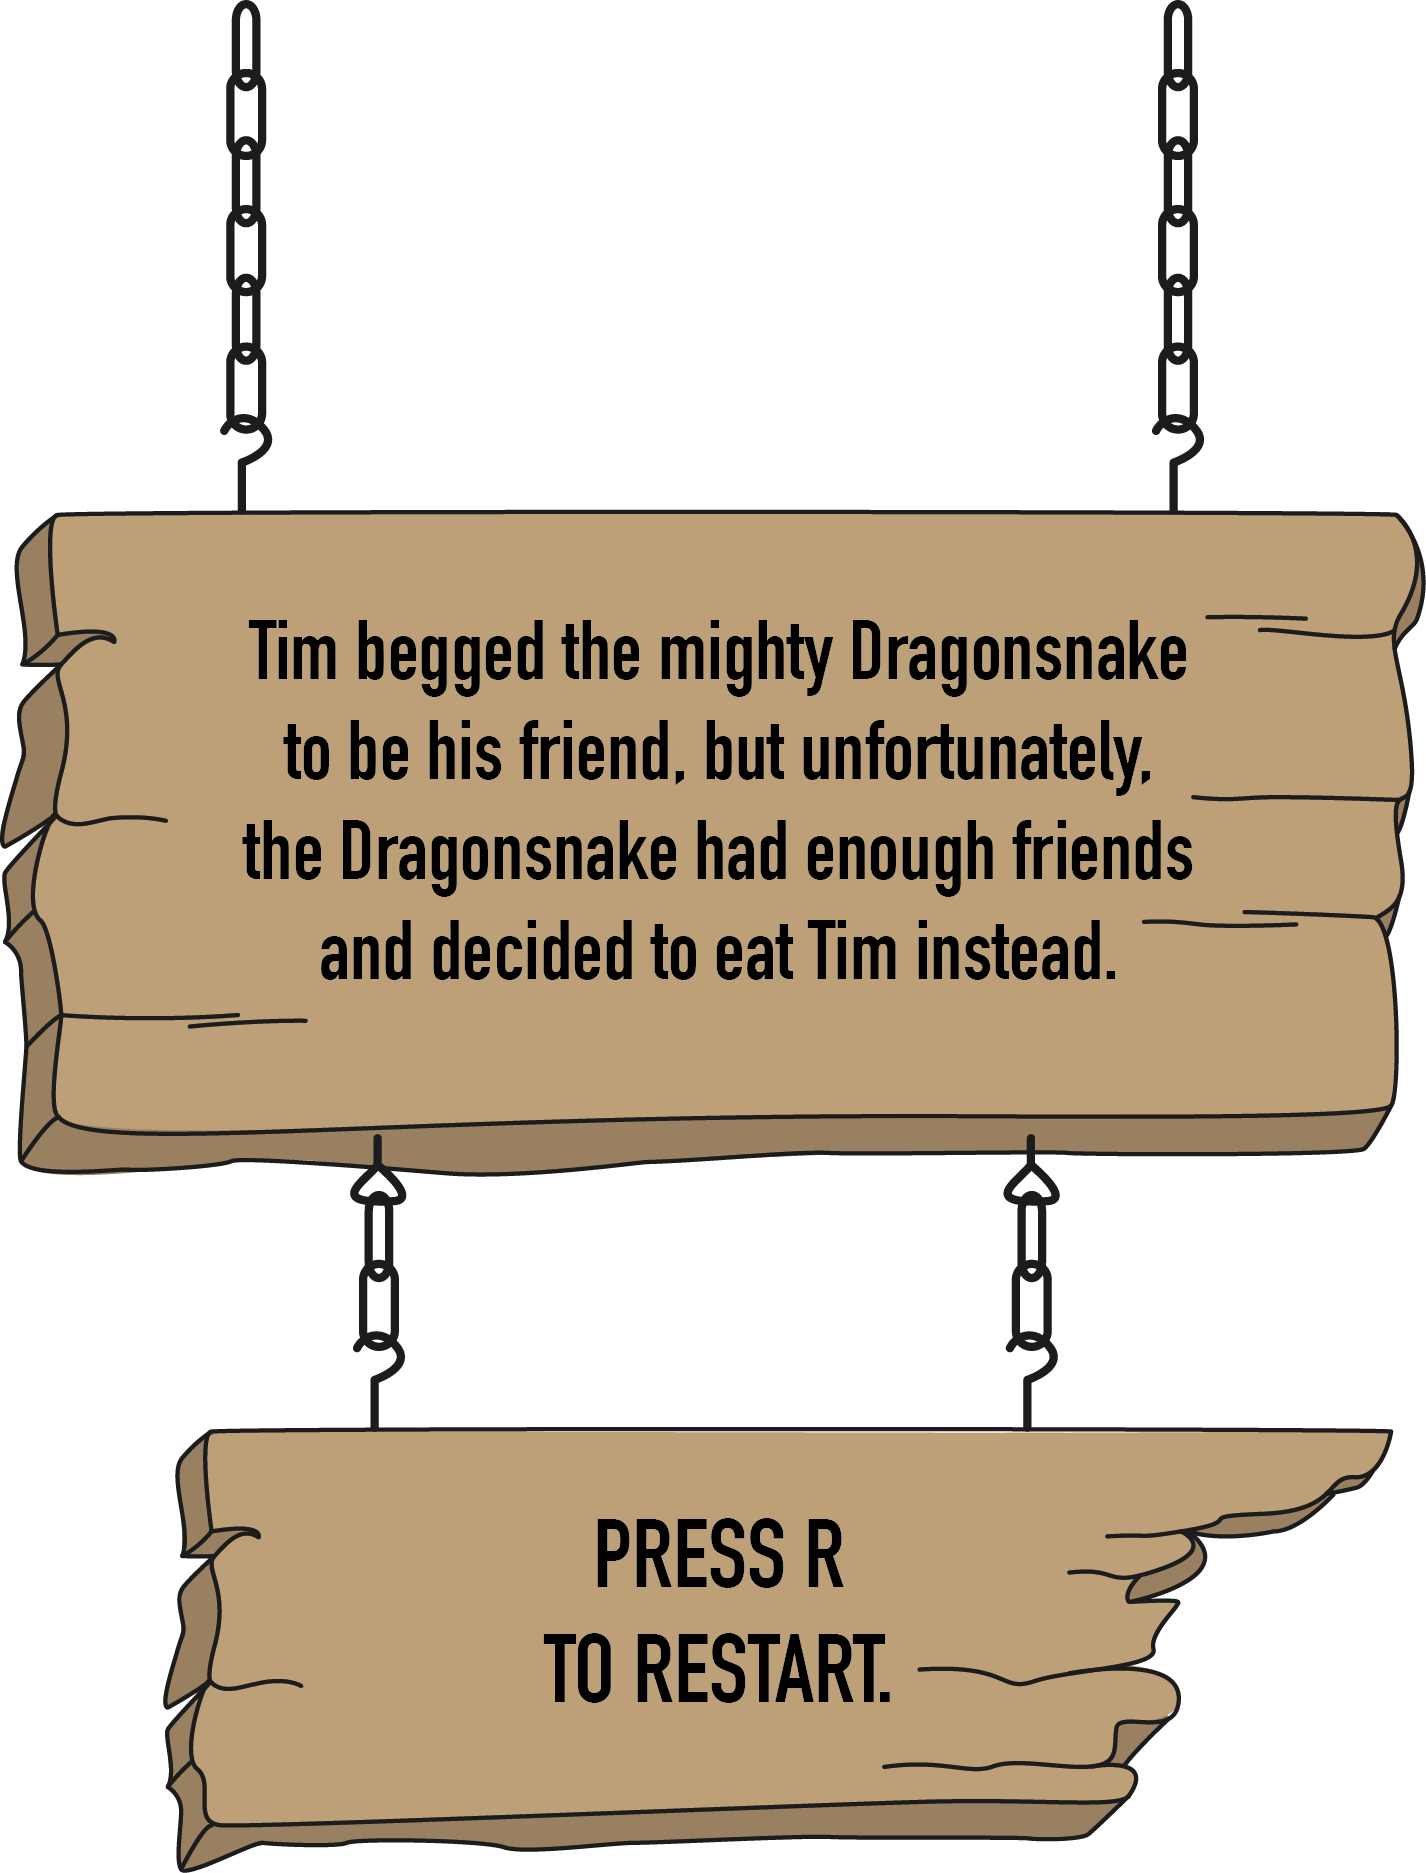 Tim begged the mighty Dragonsnake
to be his friend, but unfortunately,
the Dragonsnake had enough friends
and decided to eat Tim instead.
PRESS R
TO RESTART.